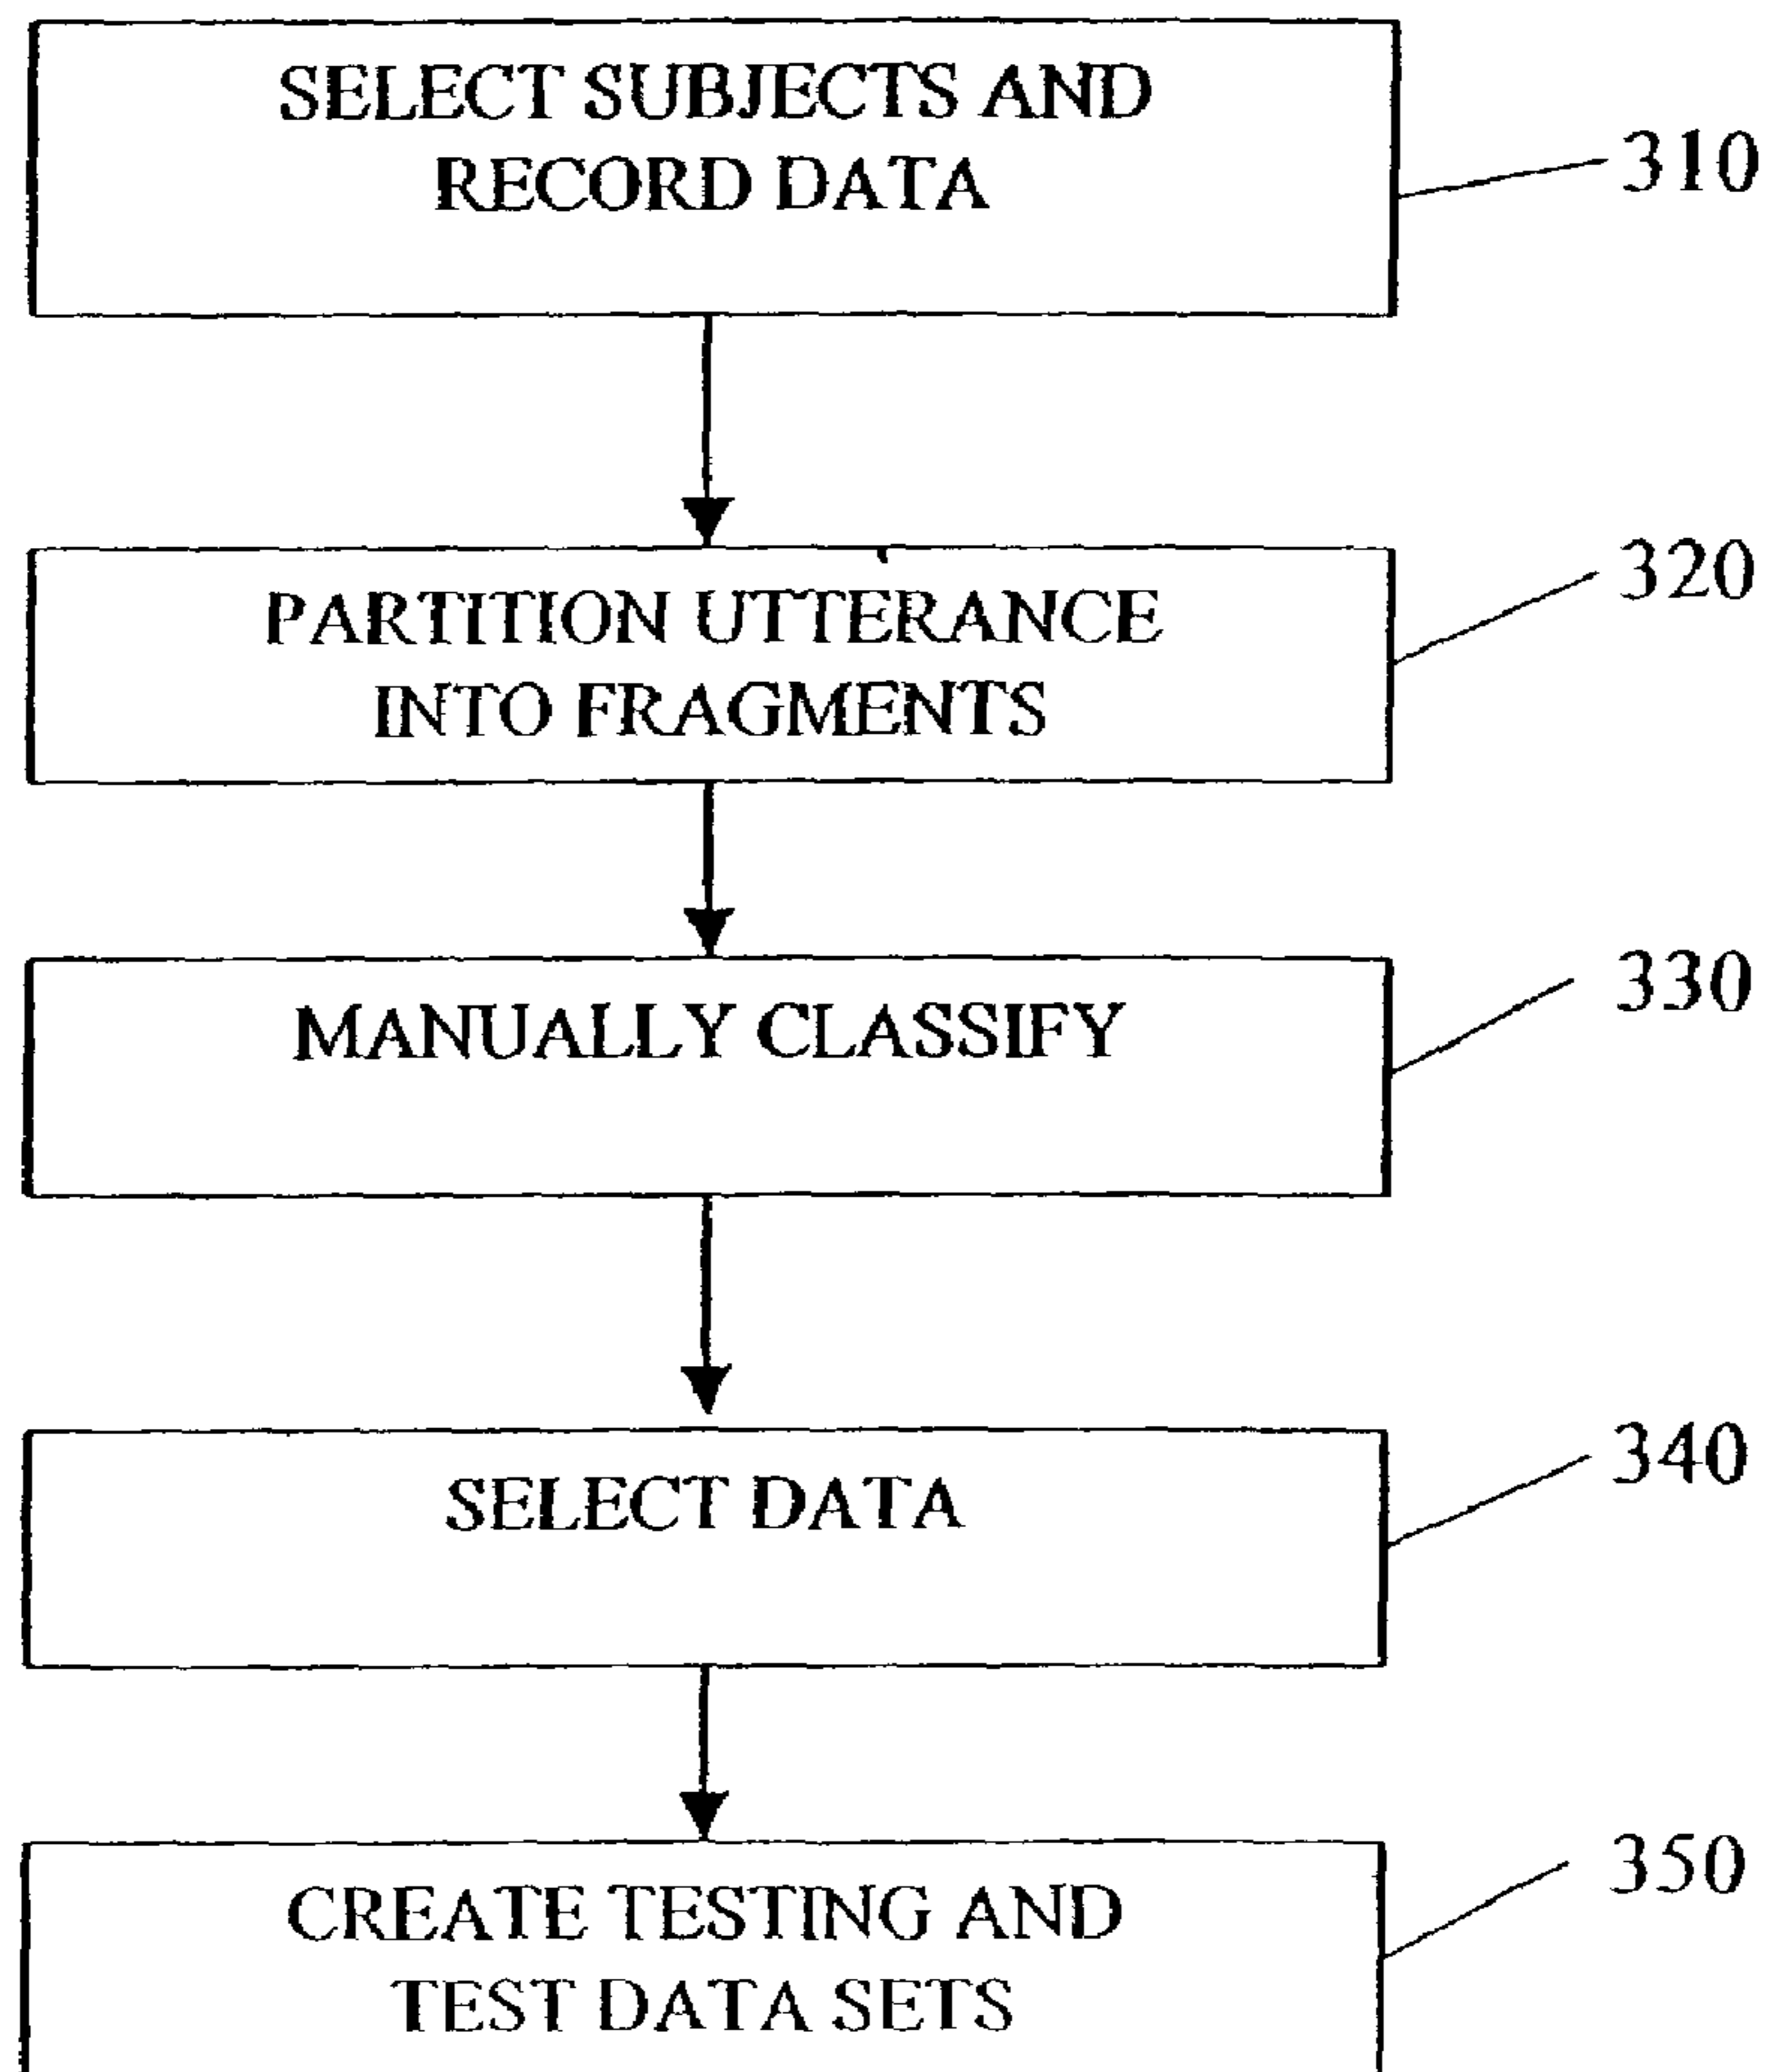 SELECT SUBJECTS AND
RECORD DATA
310
PARTITION UTTERANCE
INTO FRAGMENTS
320
MANUALLY CLASSIFY
330
SELECT DATA
340
CREATE TESTING AND
TEST DATA SETS
350